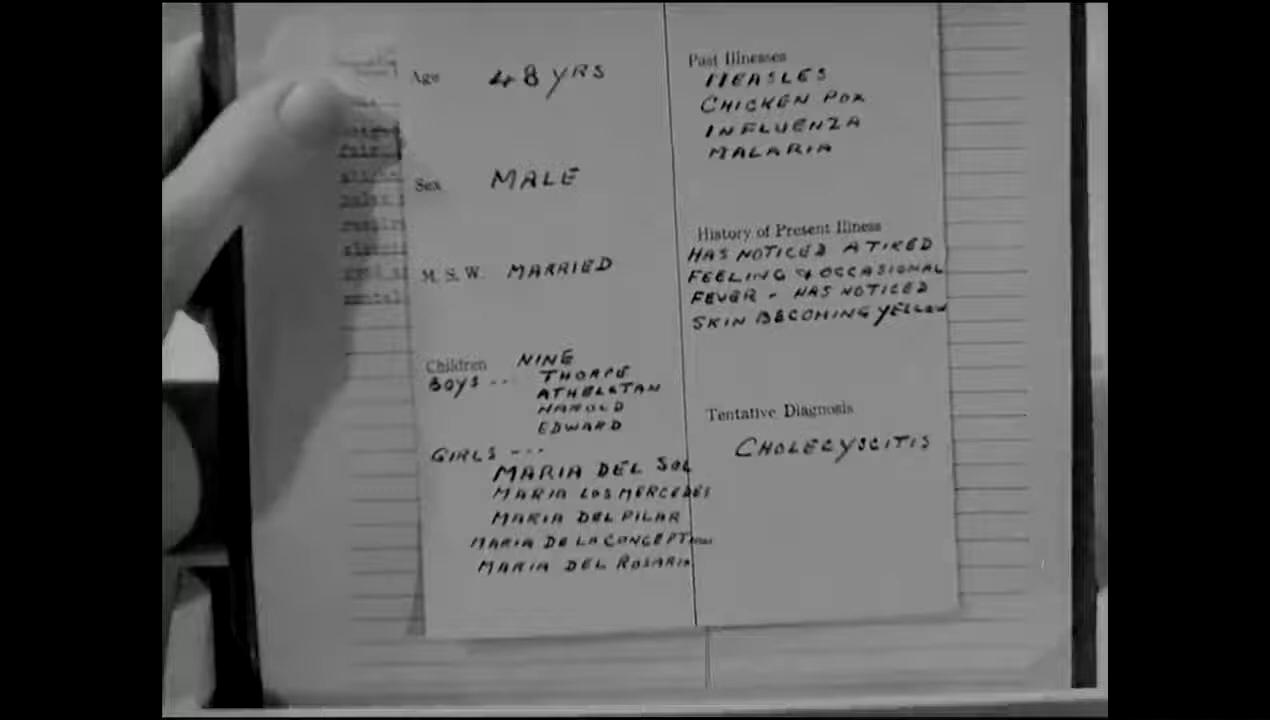 Age 48 YRS
Sex MALE
M. S. W. MARRIED
Children NINE
BOYS -- THORPE
ATHELSTAN
HAROLD
EDWARD
GIRLS ---
MARIA DEL SOL
MARIA LOS MERCEDES
MARIA DEL PILAR
MARIA DE LA CONCEPTION
MARIA DEL ROSARIO
Past Illnesses
MEASLES
CHICKEN POX
INFLUENZA
MALARIA
History of Present Illness
HAS NOTICED A TIRED
FEELING & OCCASIONAL
FEVER - HAS NOTICED
SKIN BECOMING YELLOW
Tentative Diagnosis
CHOLECYSCITIS